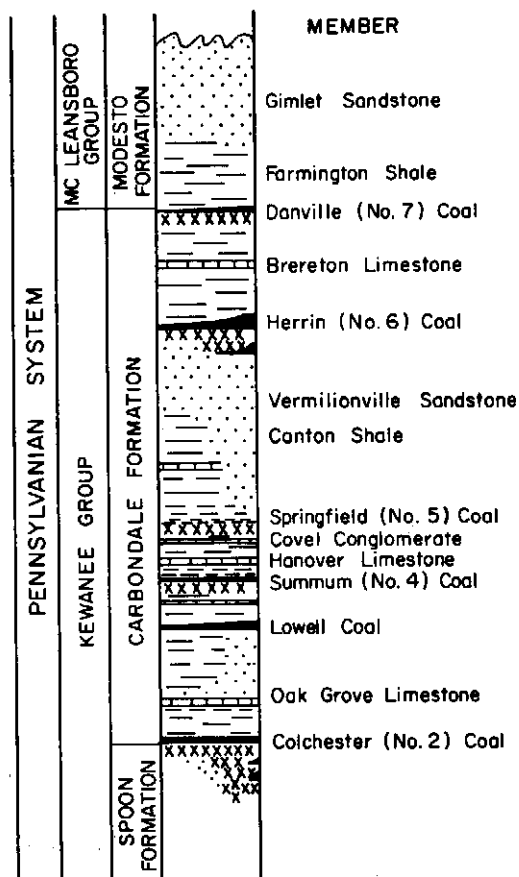 MEMBER
PENNSYLVANIAN SYSTEM
MC LEANSBORO
GROUP
KEWANEE GROUP
MODESTO
FORMATION
CARBONDALE FORMATION
SPOON
FORMATION
Gimlet Sandstone
Farmington Shale
Danville (No. 7) Coal
Brereton Limestone
Herrin (No. 6) Coal
Vermilionville Sandstone
Canton Shale
Springfield (No. 5) Coal
Covel Conglomerate
Hanover Limestone
Summum (No. 4) Coal
Lowell Coal
Oak Grove Limestone
Colchester (No. 2) Coal